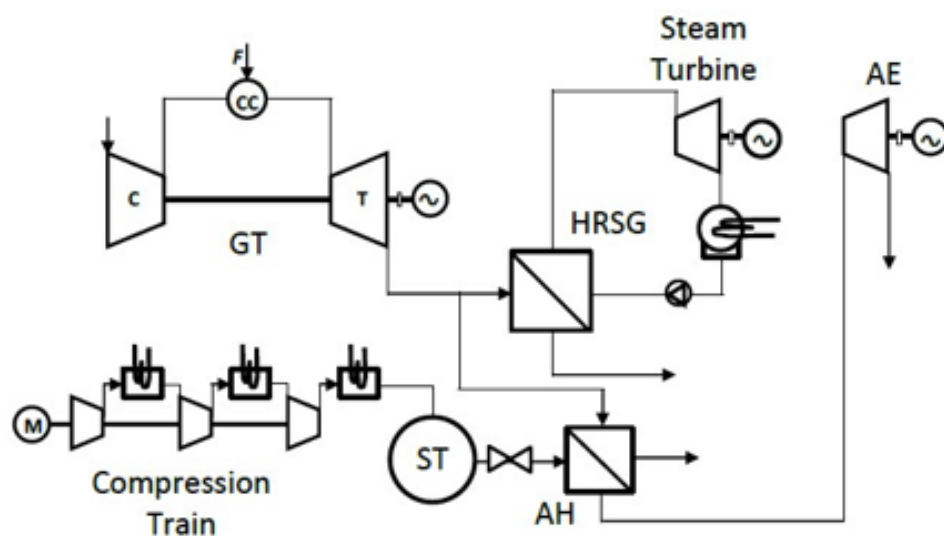 Steam
Turbine
AE
F
CC
C
T
GT
HRSG
M
ST
Compression
Train
AH